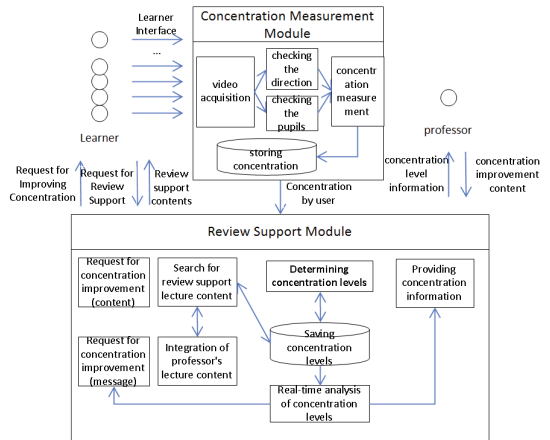 Concentration Measurement
Module
Learner
Interface
...
video
acquisition
checking
the
direction
checking
the
pupils
concentr
ation
measure
ment
storing
concentration
Learner
professor
Request for
Improving
Concentration
Request for
Review
Support
Review
support
contents
Concentration
by user
concentration
level
information
concentration
improvement
content
Review Support Module
Request for
concentration
improvement
(content)
Search for
review support
lecture content
Determining
concentration levels
Providing
concentration
information
Request for
concentration
improvement
(message)
Integration of
professor's
lecture content
Saving
concentration
levels
Real-time analysis
of concentration
levels